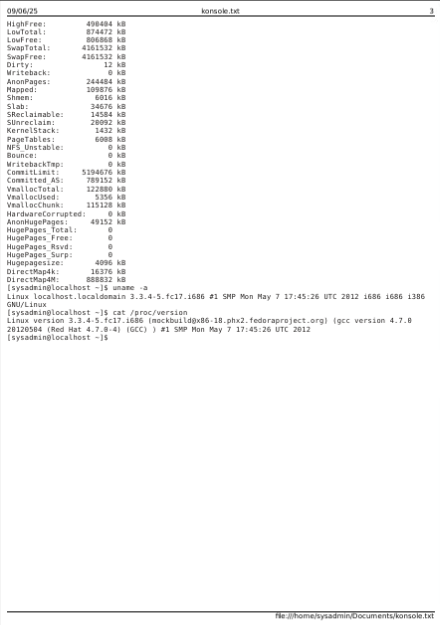 09/06/25 konsole.txt 3
HighFree: 498484 kB
LowTotal: 874472 kB
LowFree: 806868 kB
SwapTotal: 4161532 kB
SwapFree: 4161532 kB
Dirty: 12 kB
Writeback: 0 kB
AnonPages: 244484 kB
Mapped: 109876 kB
Shmem: 6016 kB
Slab: 34676 kB
SReclaimable: 14584 kB
SUnreclaim: 20092 kB
KernelStack: 1432 kB
PageTables: 6008 kB
NFS_Unstable: 0 kB
Bounce: 0 kB
WritebackTmp: 0 kB
CommitLimit: 5194676 kB
Committed_AS: 789152 kB
VmallocTotal: 122880 kB
VmallocUsed: 5356 kB
VmallocChunk: 115128 kB
HardwareCorrupted: 0 kB
AnonHugePages: 49152 kB
HugePages_Total: 0
HugePages_Free: 0
HugePages_Rsvd: 0
HugePages_Surp: 0
Hugepagesize: 4096 kB
DirectMap4k: 16376 kB
DirectMap4M: 888832 kB
[sysadmin@localhost ~]$ uname -a
Linux localhost.localdomain 3.3.4-5.fc17.i686 #1 SMP Mon May 7 17:45:26 UTC 2012 i686 i686 i386
GNU/Linux
[sysadmin@localhost ~]$ cat /proc/version
Linux version 3.3.4-5.fc17.i686 (mockbuild@x86-18.phx2.fedoraproject.org) (gcc version 4.7.0
20120504 (Red Hat 4.7.0-4) (GCC) ) #1 SMP Mon May 7 17:45:26 UTC 2012
[sysadmin@localhost ~]$
file:///home/sysadmin/Documents/konsole.txt